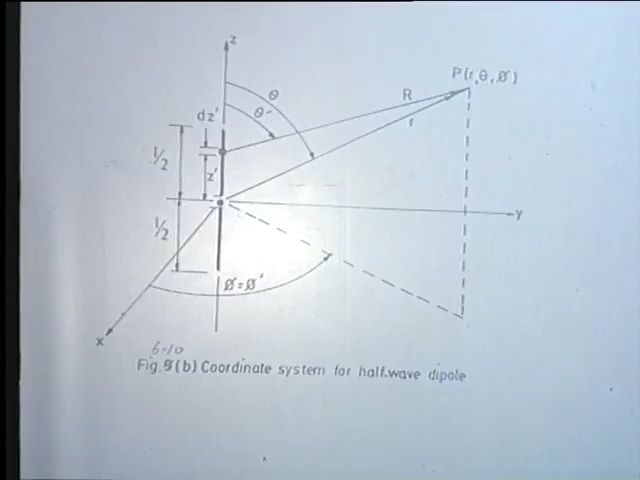 z
P(r,θ,Ø)
θ
R
θ'
dz'
r
l/2
z'
y
l/2
Ø=Ø'
x
6.10
Fig.9(b) Coordinate system for half-wave dipole